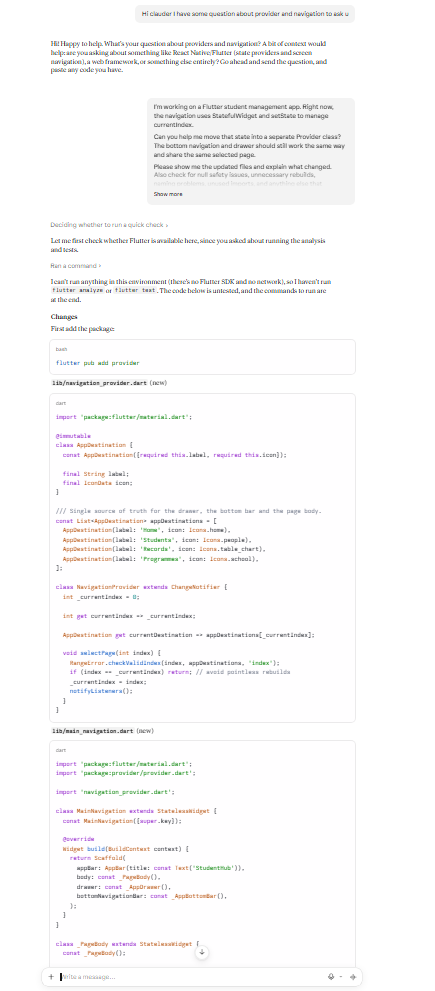 Hi clauder I have some question about provider and navigation to ask u
Hi! Happy to help. What's your question about providers and navigation? A bit of context would
help: are you asking about something like React Native/Flutter (state providers and screen
navigation), a web framework, or something else entirely? Go ahead and send the question, and
paste any code you have.
I'm working on a Flutter student management app. Right now,
the navigation uses StatefulWidget and setState to manage
currentIndex.
Can you help me move that state into a separate Provider class?
The bottom navigation and drawer should still work the same way
and share the same selected page.
Please show me the updated files and explain what changed.
Also check for null safety issues, unnecessary rebuilds,
Show more
Deciding whether to run a quick check ›
Let me first check whether Flutter is available here, since you asked about running the analysis
and tests.
Ran a command ›
I can't run anything in this environment (there's no Flutter SDK and no network), so I haven't run
flutter analyze or flutter test. The code below is untested, and the commands to run are
at the end.
Changes
First add the package:
bash
flutter pub add provider
lib/navigation_provider.dart (new)
dart
import 'package:flutter/material.dart';
@immutable
class AppDestination {
const AppDestination({required this.label, required this.icon});
final String label;
final IconData icon;
}
/// Single source of truth for the drawer, the bottom bar and the page body.
const List<AppDestination> appDestinations = [
AppDestination(label: 'Home', icon: Icons.home),
AppDestination(label: 'Students', icon: Icons.people),
AppDestination(label: 'Records', icon: Icons.table_chart),
AppDestination(label: 'Programmes', icon: Icons.school),
];
class NavigationProvider extends ChangeNotifier {
int _currentIndex = 0;
int get currentIndex => _currentIndex;
AppDestination get currentDestination => appDestinations[_currentIndex];
void selectPage(int index) {
RangeError.checkValidIndex(index, appDestinations, 'index');
if (index == _currentIndex) return; // avoid pointless rebuilds
_currentIndex = index;
notifyListeners();
}
}
lib/main_navigation.dart (new)
dart
import 'package:flutter/material.dart';
import 'package:provider/provider.dart';
import 'navigation_provider.dart';
class MainNavigation extends StatelessWidget {
const MainNavigation({super.key});
@override
Widget build(BuildContext context) {
return Scaffold(
appBar: AppBar(title: const Text('StudentHub')),
body: const _PageBody(),
drawer: const _AppDrawer(),
bottomNavigationBar: const _AppBottomBar(),
);
}
}
class _PageBody extends StatelessWidget {
const _PageBody();
Write a message...